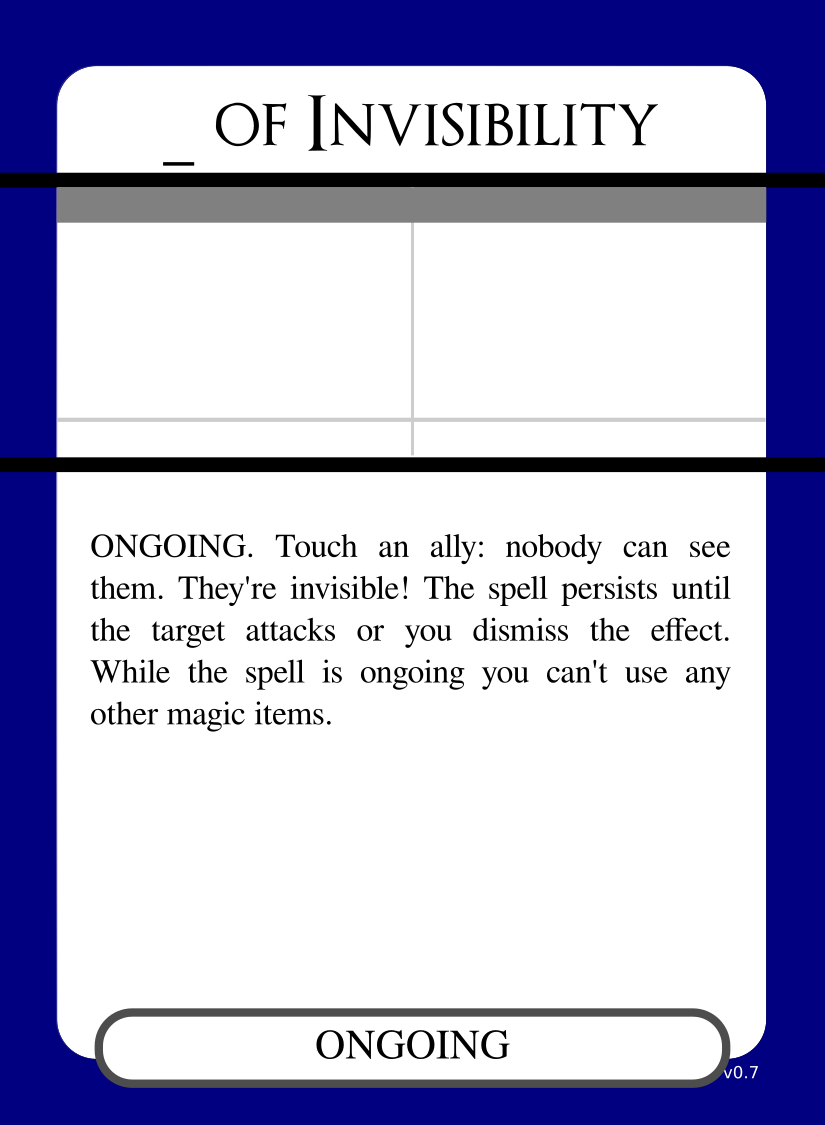 _ OF INVISIBILITY
ONGOING. Touch an ally: nobody can see
them. They're invisible! The spell persists until
the target attacks or you dismiss the effect.
While the spell is ongoing you can't use any
other magic items.
ONGOING
v0.7